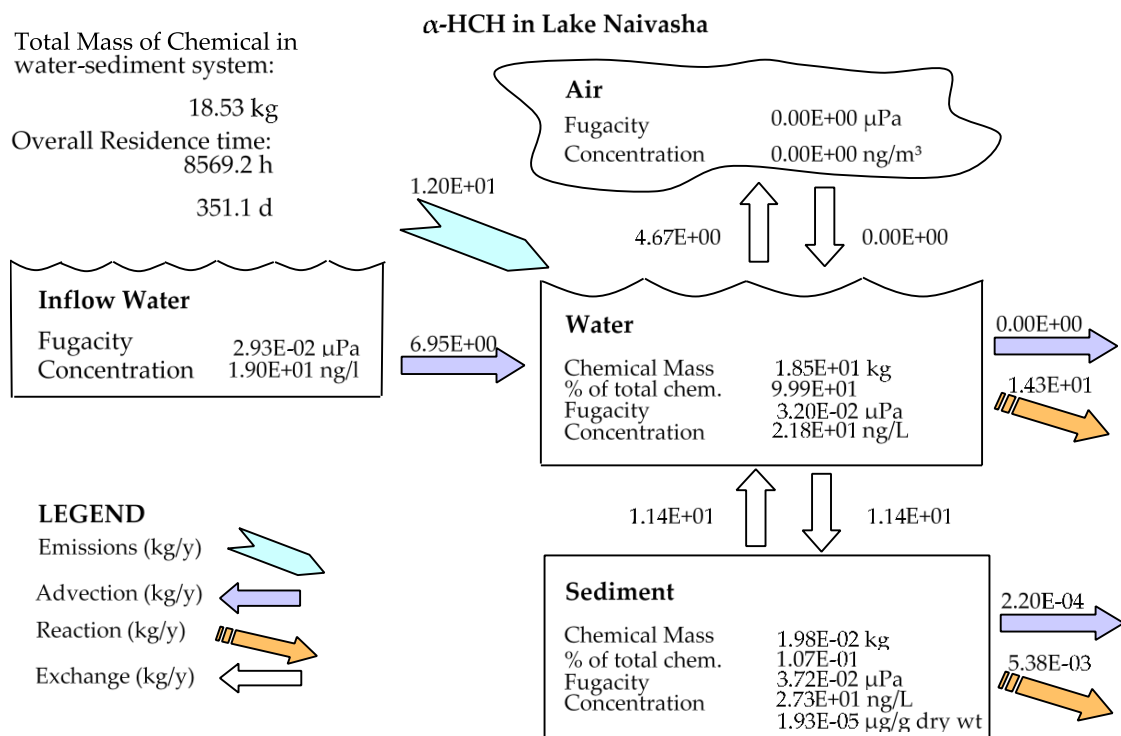 α-HCH in Lake Naivasha
Total Mass of Chemical in
water-sediment system:
18.53 kg
Overall Residence time:
8569.2 h
351.1 d
Air
Fugacity 0.00E+00 µPa
Concentration 0.00E+00 ng/m³
1.20E+01
4.67E+00
0.00E+00
Inflow Water
Fugacity 2.93E-02 µPa
Concentration 1.90E+01 ng/l
6.95E+00
Water
Chemical Mass 1.85E+01 kg
% of total chem. 9.99E+01
Fugacity 3.20E-02 µPa
Concentration 2.18E+01 ng/L
0.00E+00
1.43E+01
1.14E+01
1.14E+01
LEGEND
Emissions (kg/y)
Advection (kg/y)
Reaction (kg/y)
Exchange (kg/y)
Sediment
Chemical Mass 1.98E-02 kg
% of total chem. 1.07E-01
Fugacity 3.72E-02 µPa
Concentration 2.73E+01 ng/L
1.93E-05 µg/g dry wt
2.20E-04
5.38E-03